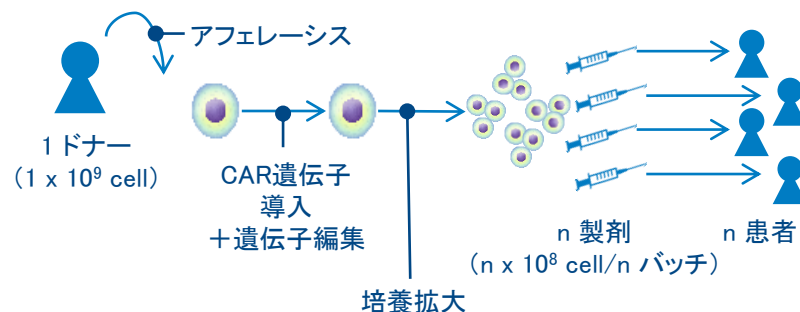 アフェレーシス
1 ドナー
（1 x 10⁹ cell）
CAR遺伝子
導入
＋遺伝子編集
培養拡大
n 製剤
（n x 10⁸ cell/n バッチ）
n 患者